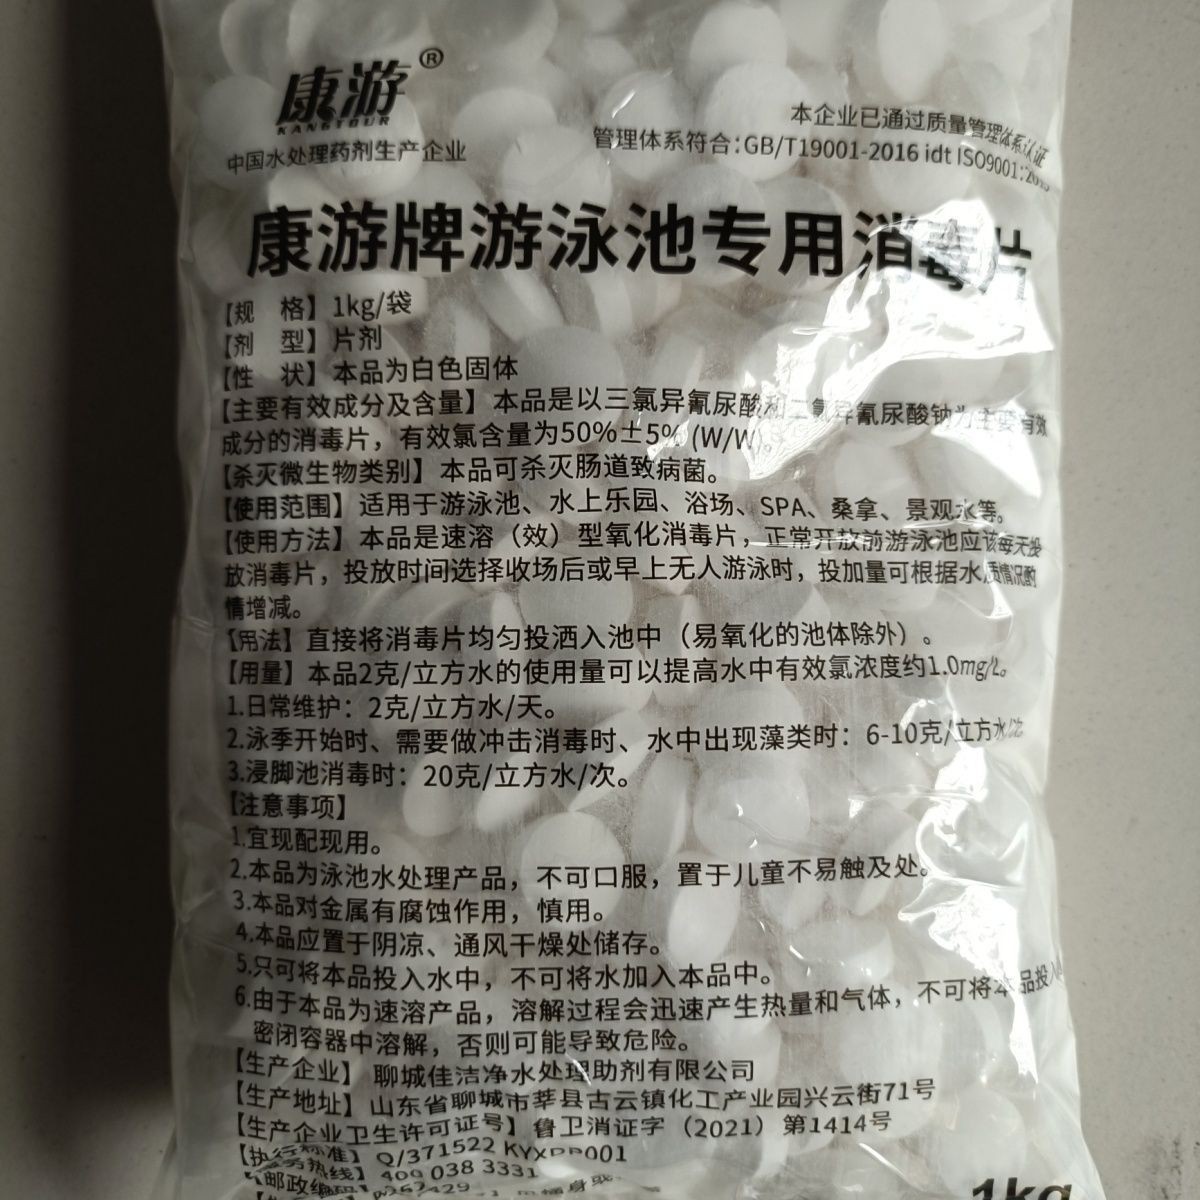 康游®
KANGYOUR
中国水处理药剂生产企业
本企业已通过质量管理体系认证
管理体系符合：GB/T19001-2016 idt ISO9001:2015
康游牌游泳池专用消毒片
【规 格】1kg/袋
【剂 型】片剂
【性 状】本品为白色固体
【主要有效成分及含量】本品是以三氯异氰尿酸和二氯异氰尿酸钠为主要有效
成分的消毒片，有效氯含量为50%±5% (W/W)。
【杀灭微生物类别】本品可杀灭肠道致病菌。
【使用范围】适用于游泳池、水上乐园、浴场、SPA、桑拿、景观水等。
【使用方法】本品是速溶（效）型氧化消毒片，正常开放前游泳池应该每天投
放消毒片，投放时间选择收场后或早上无人游泳时，投加量可根据水质情况酌
情增减。
【用法】直接将消毒片均匀投洒入池中（易氧化的池体除外）。
【用量】本品2克/立方水的使用量可以提高水中有效氯浓度约1.0mg/L。
1.日常维护：2克/立方水/天。
2.泳季开始时、需要做冲击消毒时、水中出现藻类时：6-10克/立方水/次
3.浸脚池消毒时：20克/立方水/次。
【注意事项】
1.宜现配现用。
2.本品为泳池水处理产品，不可口服，置于儿童不易触及处。
3.本品对金属有腐蚀作用，慎用。
4.本品应置于阴凉、通风干燥处储存。
5.只可将本品投入水中，不可将水加入本品中。
6.由于本品为速溶产品，溶解过程会迅速产生热量和气体，不可将本品投入
密闭容器中溶解，否则可能导致危险。
【生产企业】聊城佳洁净水处理助剂有限公司
【生产地址】山东省聊城市莘县古云镇化工产业园兴云街71号
【生产企业卫生许可证号】鲁卫消证字（2021）第1414号
【执行标准】Q/371522 KYX 001
热线】400 038 3331
【邮政编码】
1kg